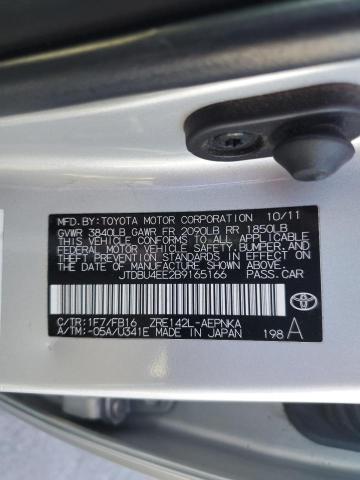 MFD.BY:TOYOTA MOTOR CORPORATION 10/11
GVWR 3840LB GAWR FR 2090LB RR 1850LB
THIS VEHICLE CONFORMS TO ALL APPLICABLE
FEDERAL MOTOR VEHICLE SAFETY, BUMPER, AND
THEFT PREVENTION STANDARDS IN EFFECT ON
THE DATE OF MANUFACTURE SHOWN ABOVE.
JTDBU4EE2B9165166 PASS.CAR
C/TR:1F7/FB16 ZRE142L-AEPNKA
A/TM:-05A/U341E MADE IN JAPAN 198 A